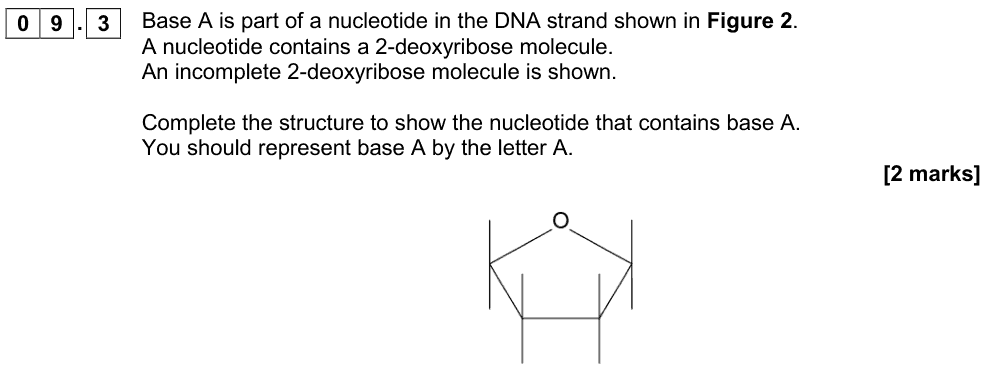 0 9 . 3 Base A is part of a nucleotide in the DNA strand shown in Figure 2.
A nucleotide contains a 2-deoxyribose molecule.
An incomplete 2-deoxyribose molecule is shown.
Complete the structure to show the nucleotide that contains base A.
You should represent base A by the letter A.
[2 marks]
O